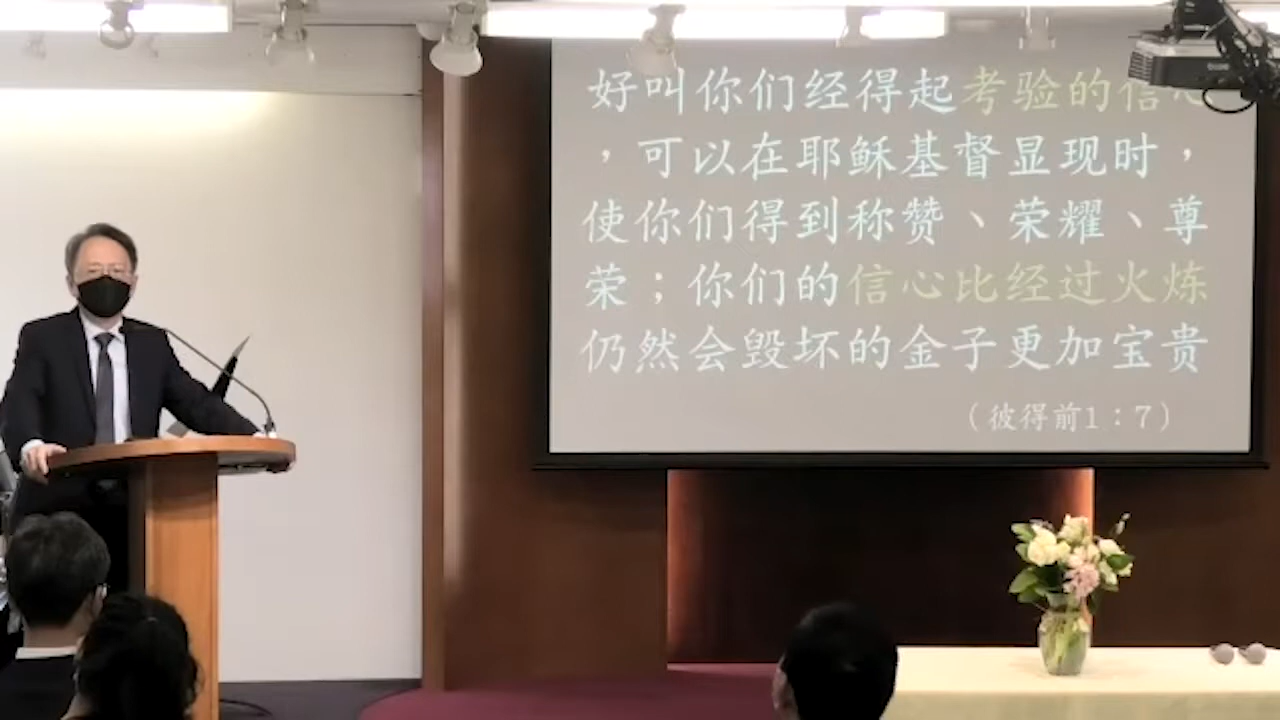 好叫你们经得起考验的信心
，可以在耶稣基督显现时，
使你们得到称赞、荣耀、尊
荣；你们的信心比经过火炼
仍然会毁坏的金子更加宝贵
（彼得前1：7）